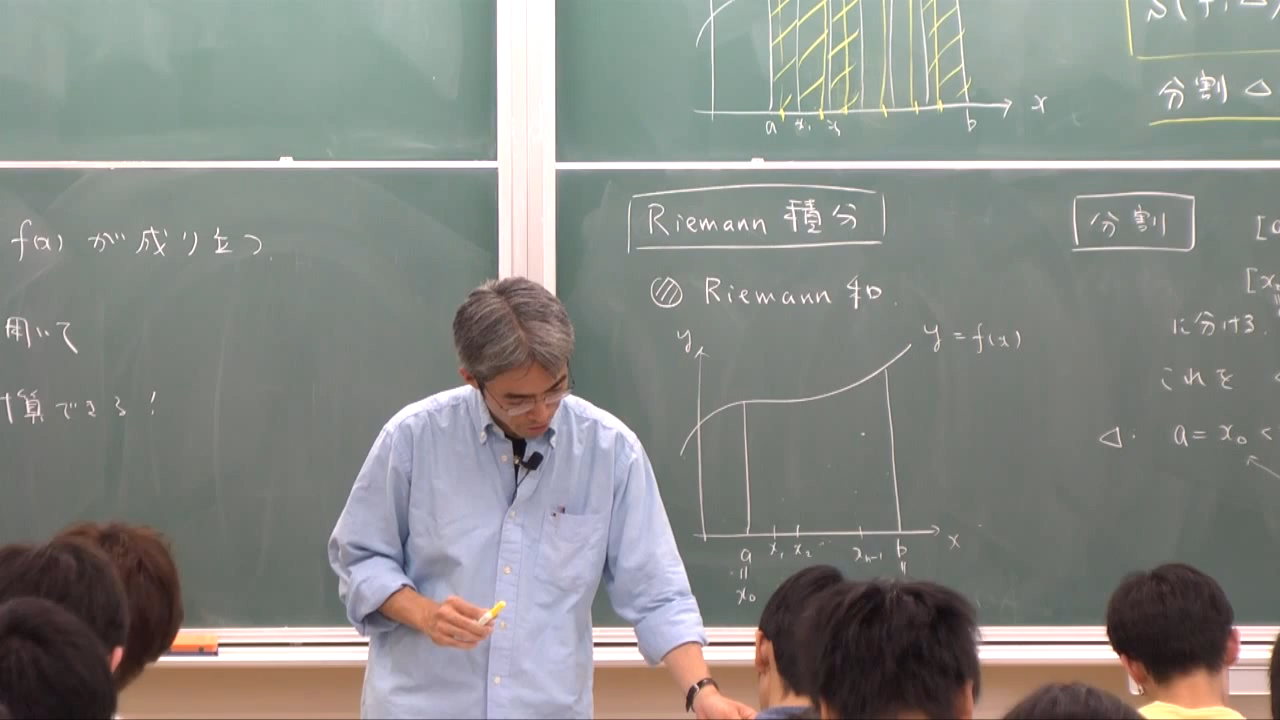 f(x) が成り立つ.
用いて
計算できる!
a x₁ x₂ b x
分割 △
Riemann 積分
Riemann 和.
y
y = f(x)
a x₁ x₂ ... xₙ₋₁ b x
|| ||
x₀
分割
に分ける.
これを
△: a = x₀ <